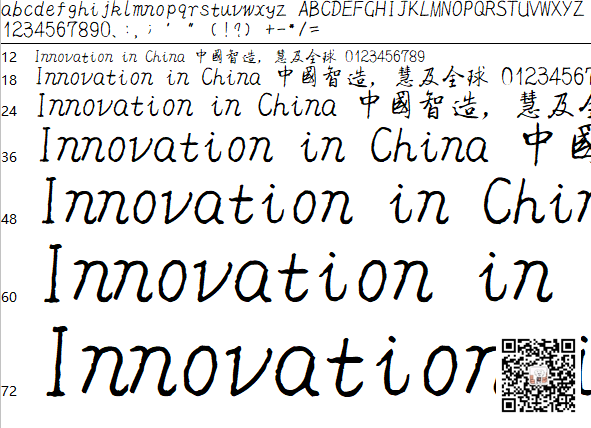 abcdefghijklmnopqrstuvwxyz ABCDEFGHIJKLMNOPQRSTUVWXYZ
1234567890.:,; ' " (!?) +-*/=
12 Innovation in China 中國智造，慧及全球 0123456789
18 Innovation in China 中國智造，慧及全球 01234567
24 Innovation in China 中國智造，慧及全
36 Innovation in China 中國
48 Innovation in Chin
60 Innovation in
72 Innovation i